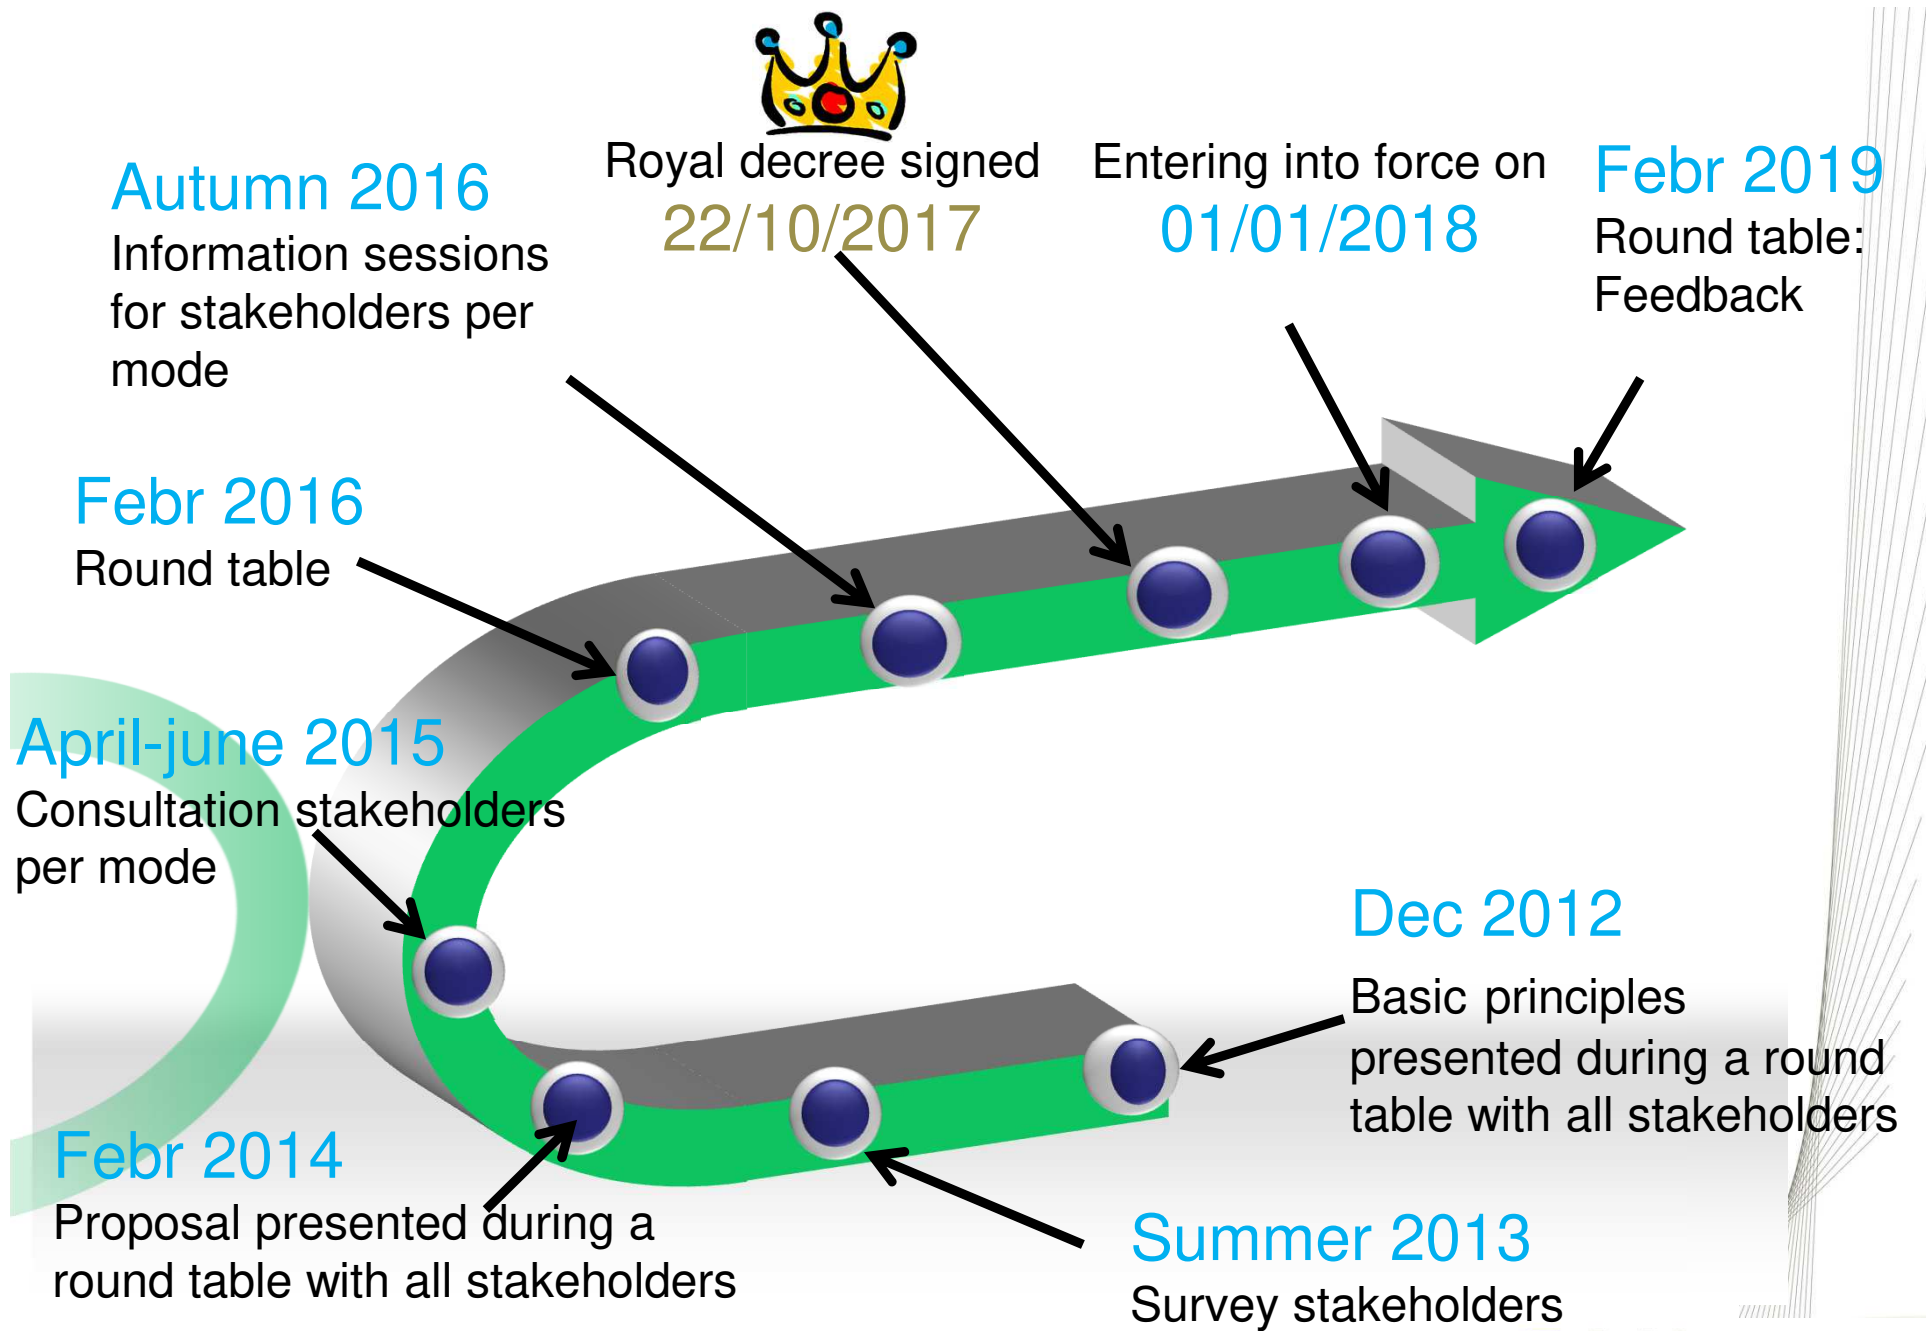 Royal decree signed
22/10/2017
Entering into force on
01/01/2018
Febr 2019
Round table:
Feedback
Autumn 2016
Information sessions
for stakeholders per
mode
Febr 2016
Round table
April-june 2015
Consultation stakeholders
per mode
Dec 2012
Basic principles
presented during a round
table with all stakeholders
Febr 2014
Proposal presented during a
round table with all stakeholders
Summer 2013
Survey stakeholders